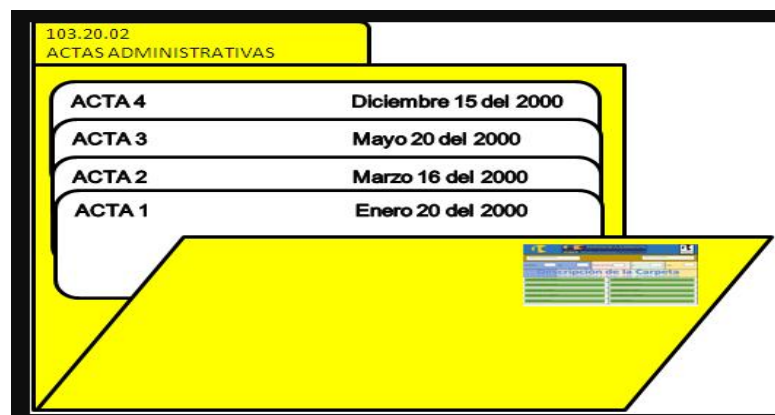 103.20.02
ACTAS ADMINISTRATIVAS
ACTA 4 Diciembre 15 del 2000
ACTA 3 Mayo 20 del 2000
ACTA 2 Marzo 16 del 2000
ACTA 1 Enero 20 del 2000
Descripción de la Carpeta